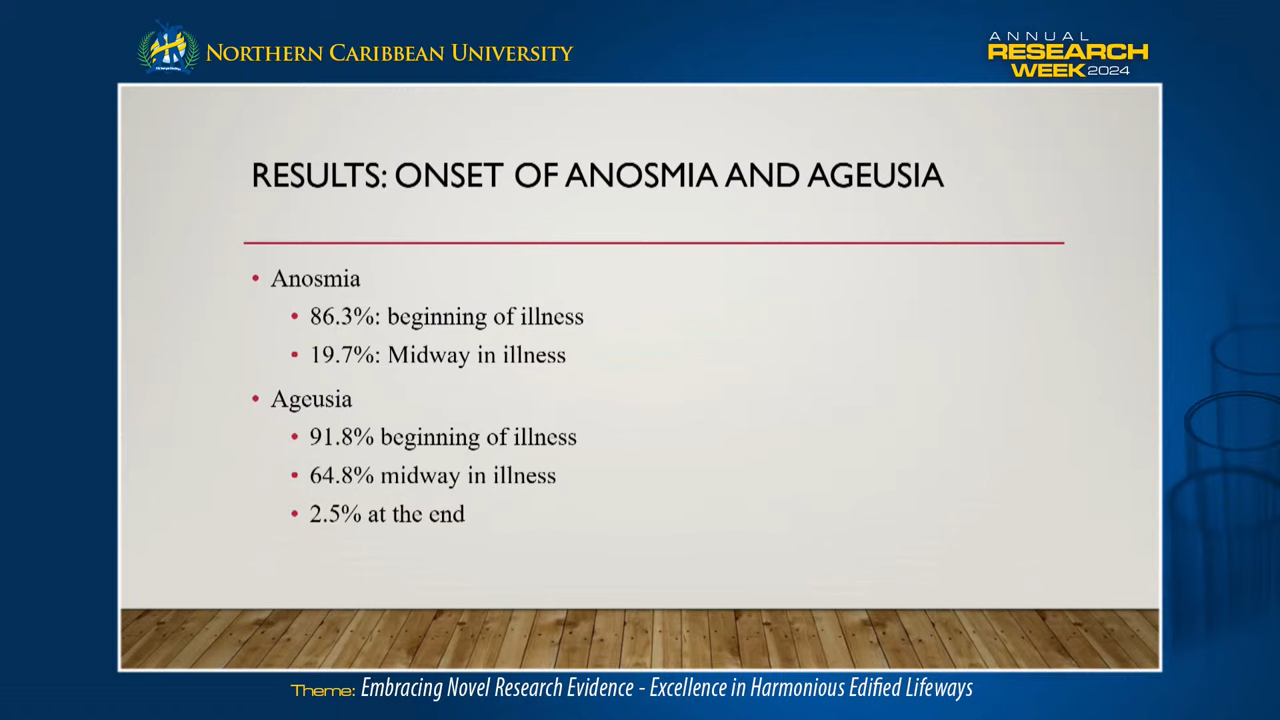 NORTHERN CARIBBEAN UNIVERSITY
ANNUAL
RESEARCH
WEEK 2024
RESULTS: ONSET OF ANOSMIA AND AGEUSIA
• Anosmia
• 86.3%: beginning of illness
• 19.7%: Midway in illness
• Ageusia
• 91.8% beginning of illness
• 64.8% midway in illness
• 2.5% at the end
Theme: Embracing Novel Research Evidence - Excellence in Harmonious Edified Lifeways